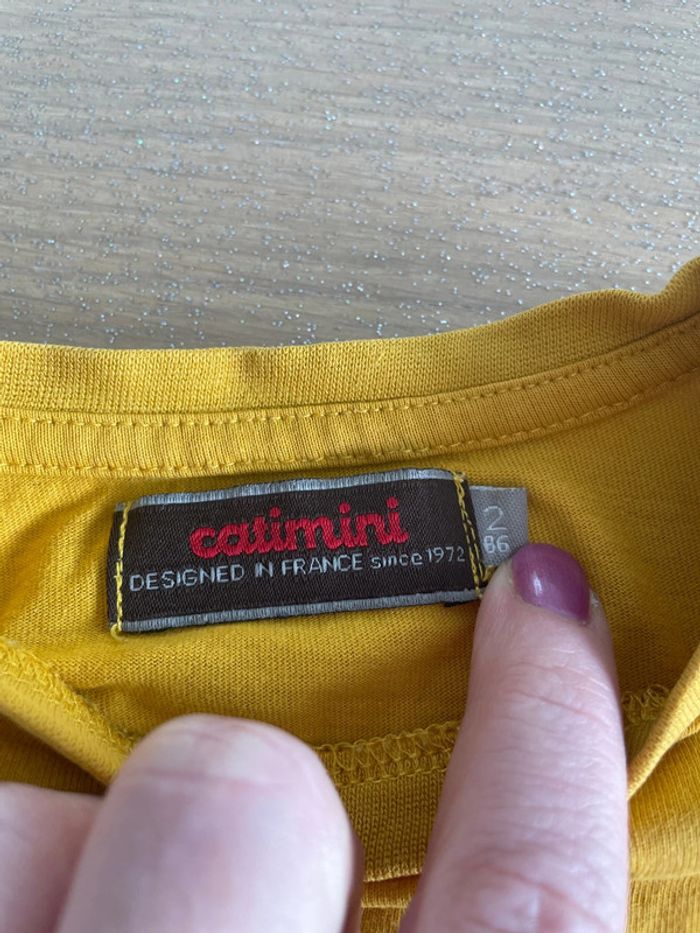 catimini
DESIGNED IN FRANCE since 1972
2
86